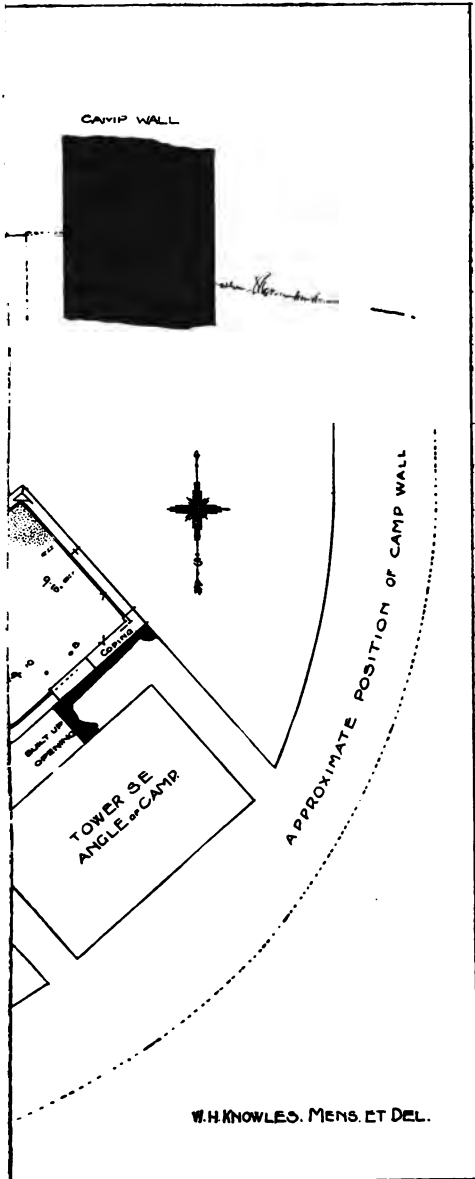 CAMP WALL
COPING
BUILT UP
OPENING
TOWER SE
ANGLE OF CAMP.
APPROXIMATE POSITION OF CAMP WALL
W.H.KNOWLES. MENS. ET DEL.